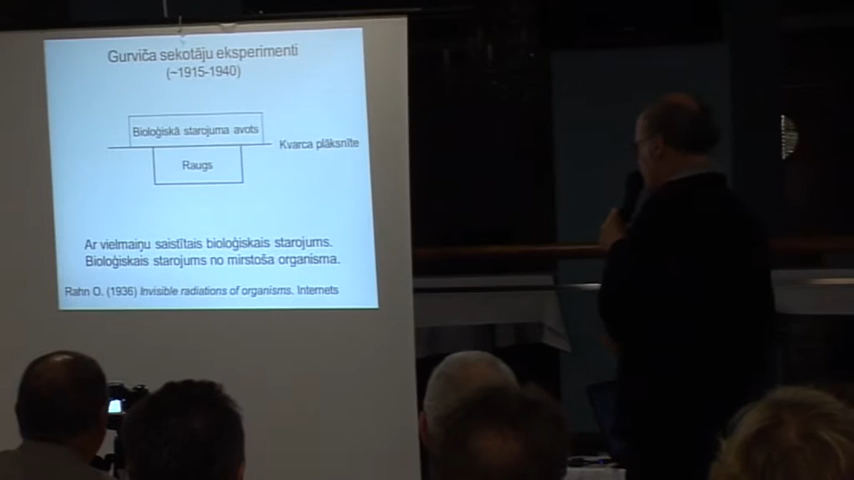 Gurviča sekotāju eksperimenti
(~1915-1940)
Bioloģiskā starojuma avots
Kvarca plāksnīte
Raugs
Ar vielmaiņu saistītais bioloģiskais starojums.
Bioloģiskais starojums no mirstoša organisma.
Rahn O. (1936) Invisible radiations of organisms. Internets